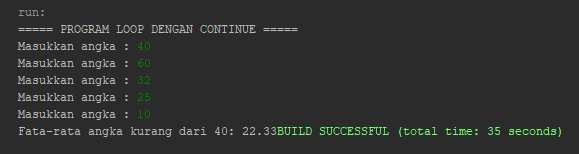 run:
===== PROGRAM LOOP DENGAN CONTINUE =====
Masukkan angka : 40
Masukkan angka : 60
Masukkan angka : 32
Masukkan angka : 25
Masukkan angka : 10
Fata-rata angka kurang dari 40: 22.33BUILD SUCCESSFUL (total time: 35 seconds)